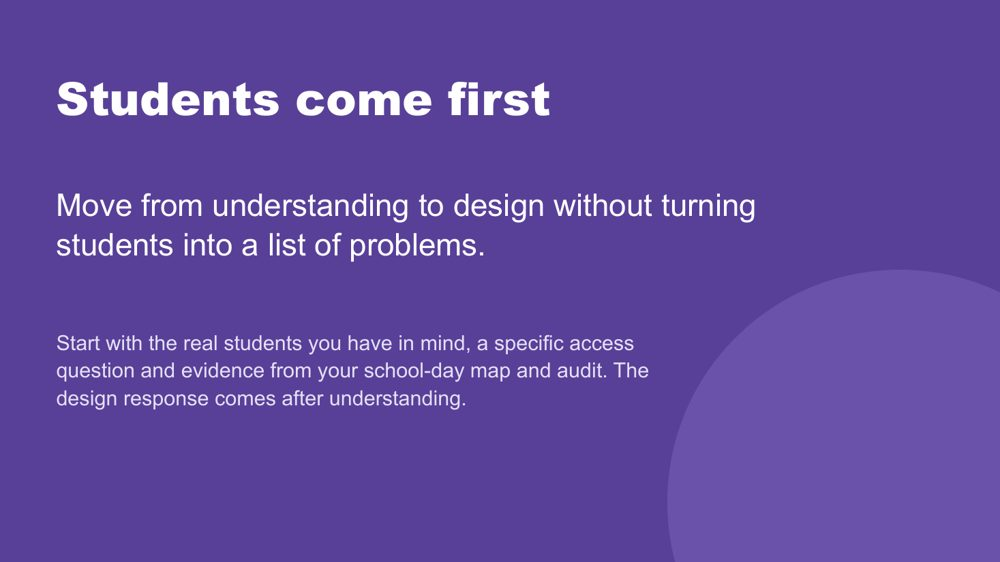 Students come first
Move from understanding to design without turning
students into a list of problems.
Start with the real students you have in mind, a specific access
question and evidence from your school-day map and audit. The
design response comes after understanding.